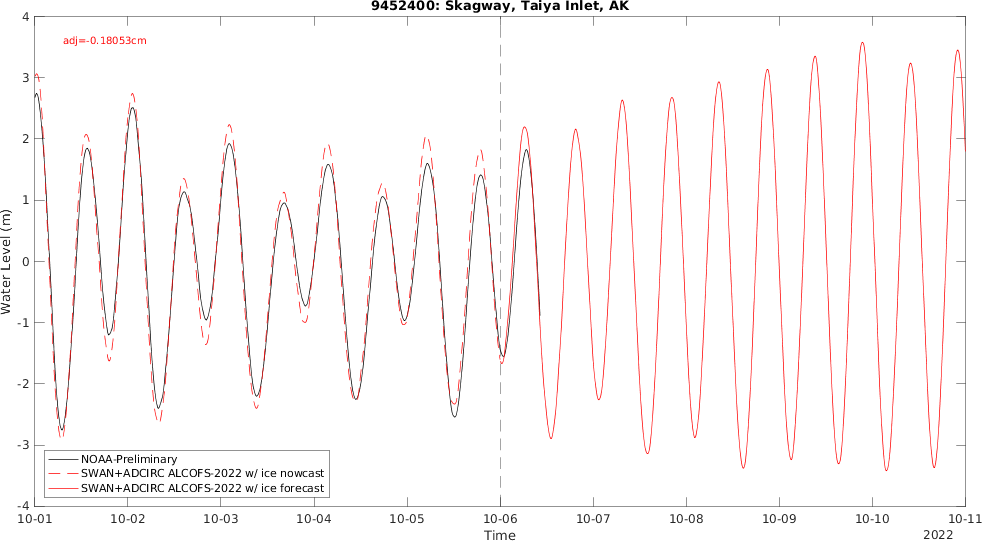 9452400: Skagway, Taiya Inlet, AK
adj=-0.18053cm
4
3
2
1
0
-1
-2
-3
-4
Water Level (m)
NOAA-Preliminary
SWAN+ADCIRC ALCOFS-2022 w/ ice nowcast
SWAN+ADCIRC ALCOFS-2022 w/ ice forecast
10-01 10-02 10-03 10-04 10-05 10-06 10-07 10-08 10-09 10-10 10-11
Time
2022